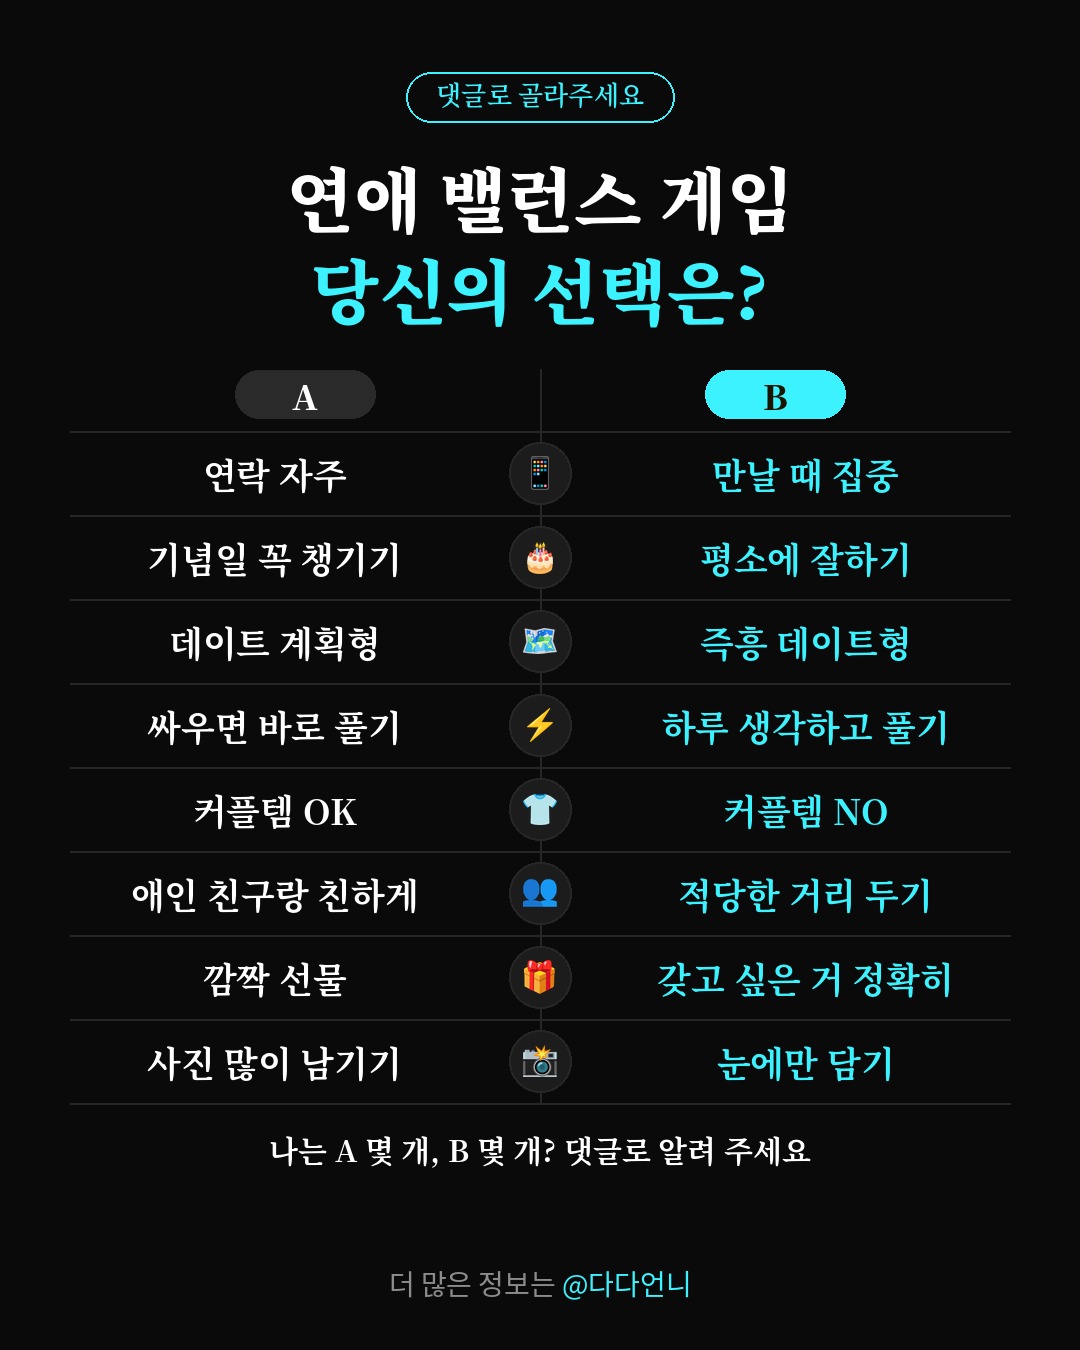 댓글로 골라주세요
연애 밸런스 게임
당신의 선택은?
A B
연락 자주 만날 때 집중
기념일 꼭 챙기기 평소에 잘하기
데이트 계획형 즉흥 데이트형
싸우면 바로 풀기 하루 생각하고 풀기
커플템 OK 커플템 NO
애인 친구랑 친하게 적당한 거리 두기
깜짝 선물 갖고 싶은 거 정확히
사진 많이 남기기 눈에만 담기
나는 A 몇 개, B 몇 개? 댓글로 알려 주세요
더 많은 정보는 @다다언니